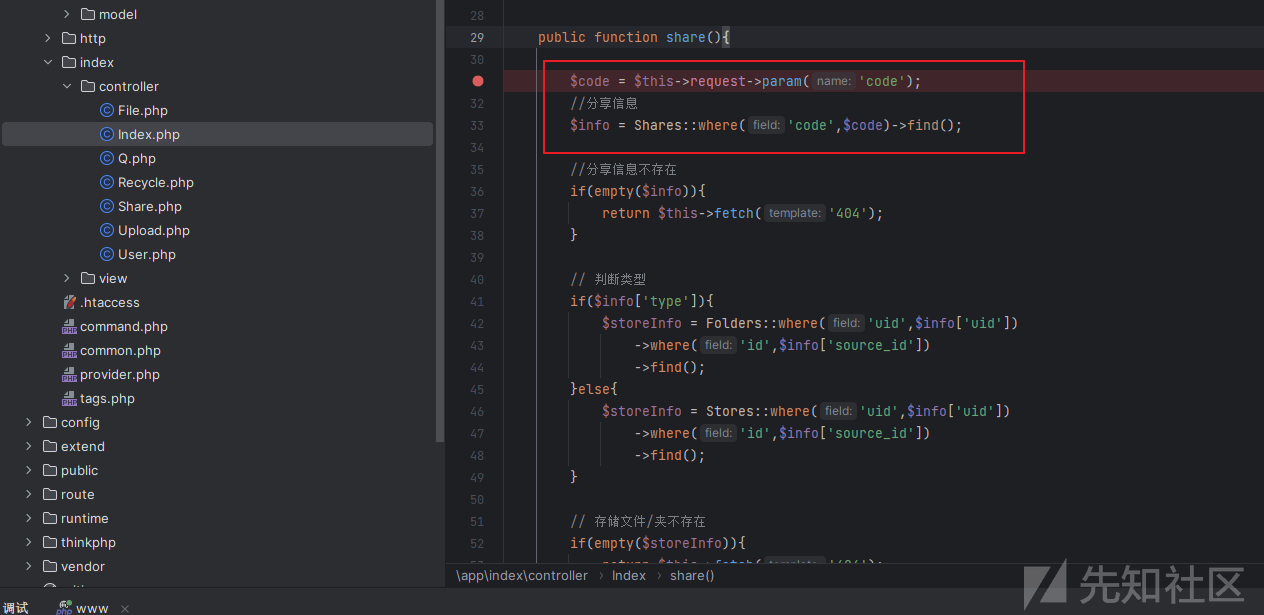 model
http
index
controller
File.php
Index.php
Q.php
Recycle.php
Share.php
Upload.php
User.php
view
.htaccess
command.php
common.php
provider.php
tags.php
config
extend
public
route
runtime
thinkphp
vendor
调试
www ×
28
29 public function share(){
30
$code = $this->request->param( name: 'code');
32 //分享信息
33 $info = Shares::where( field: 'code',$code)->find();
34
35 //分享信息不存在
36 if(empty($info)){
37 return $this->fetch( template: '404');
38 }
39
40 // 判断类型
41 if($info['type']){
42 $storeInfo = Folders::where( field: 'uid',$info['uid'])
43 ->where( field: 'id',$info['source_id'])
44 ->find();
45 }else{
46 $storeInfo = Stores::where( field: 'uid',$info['uid'])
47 ->where( field: 'id',$info['source_id'])
48 ->find();
49 }
50
51 // 存储文件/夹不存在
52 if(empty($storeInfo)){
\app\index\controller › Index › share()
先知社区